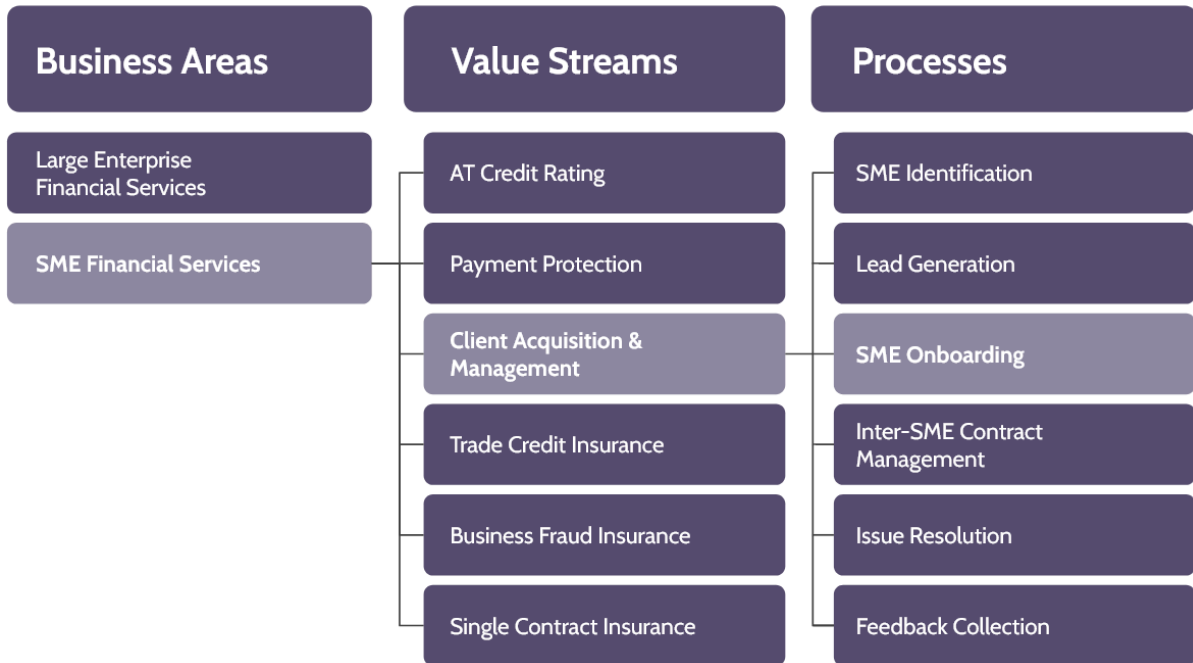 Business Areas
Value Streams
Processes
Large Enterprise
Financial Services
SME Financial Services
AT Credit Rating
Payment Protection
Client Acquisition &
Management
Trade Credit Insurance
Business Fraud Insurance
Single Contract Insurance
SME Identification
Lead Generation
SME Onboarding
Inter-SME Contract
Management
Issue Resolution
Feedback Collection